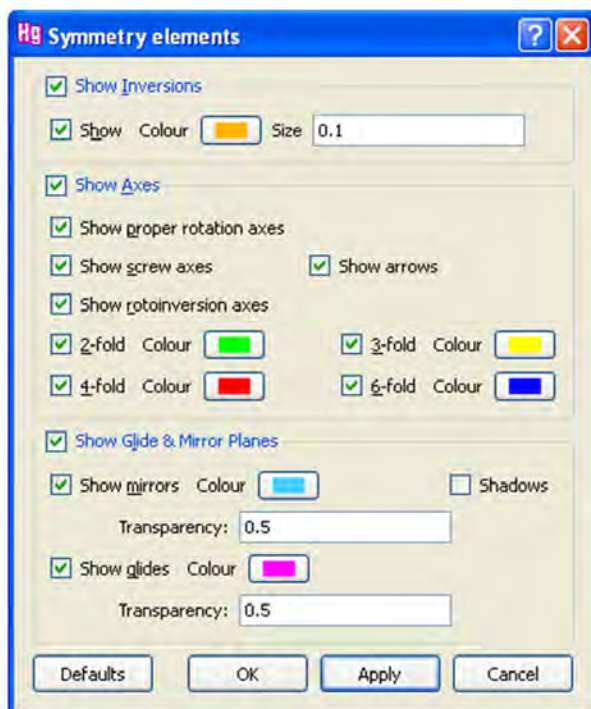 Hg Symmetry elements
Show Inversions
Show Colour Size 0.1
Show Axes
Show proper rotation axes
Show screw axes Show arrows
Show rotoinversion axes
2-fold Colour 3-fold Colour
4-fold Colour 6-fold Colour
Show Glide & Mirror Planes
Show mirrors Colour Shadows
Transparency: 0.5
Show glides Colour
Transparency: 0.5
Defaults OK Apply Cancel